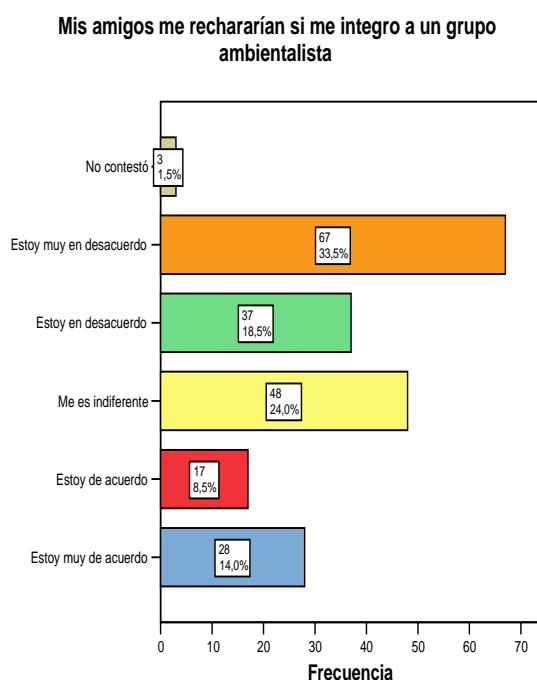 Mis amigos me rechararían si me integro a un grupo
ambientalista
No contestó
3
1,5%
Estoy muy en desacuerdo
67
33,5%
Estoy en desacuerdo
37
18,5%
Me es indiferente
48
24,0%
Estoy de acuerdo
17
8,5%
Estoy muy de acuerdo
28
14,0%
0 10 20 30 40 50 60 70
Frecuencia